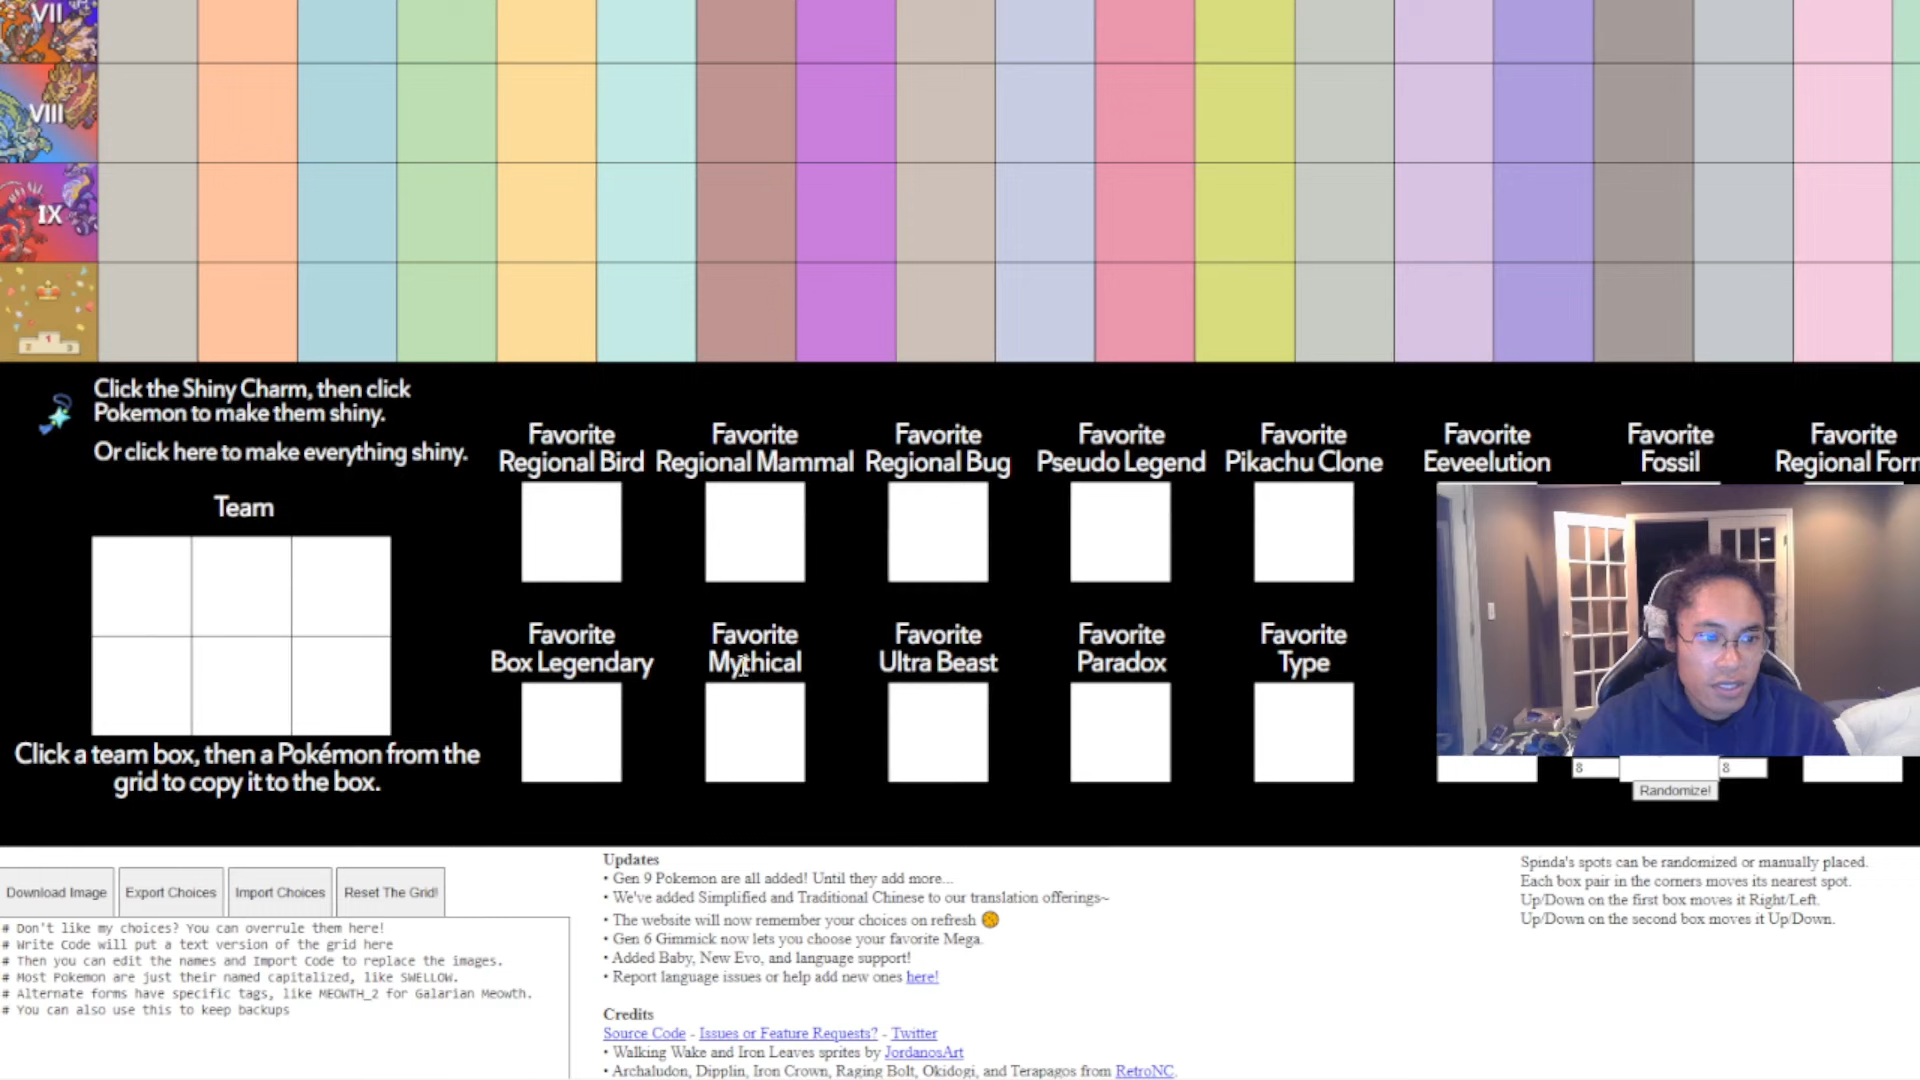 VII
VIII
IX
1
2
3
Click the Shiny Charm, then click
Pokemon to make them shiny.
Or click here to make everything shiny.
Team
Click a team box, then a Pokémon from the
grid to copy it to the box.
Favorite
Regional Bird
Favorite
Regional Mammal
Favorite
Regional Bug
Favorite
Pseudo Legend
Favorite
Pikachu Clone
Favorite
Eeveelution
Favorite
Fossil
Favorite
Regional Form
Favorite
Box Legendary
Favorite
Mythical
Favorite
Ultra Beast
Favorite
Paradox
Favorite
Type
8
8
Randomize!
Download Image
Export Choices
Import Choices
Reset The Grid!
# Don't like my choices? You can overrule them here!
# Write Code will put a text version of the grid here
# Then you can edit the names and Import Code to replace the images.
# Most Pokemon are just their named capitalized, like SWELLOW.
# Alternate forms have specific tags, like MEOWTH_2 for Galarian Meowth.
# You can also use this to keep backups
Updates
• Gen 9 Pokemon are all added! Until they add more...
• We've added Simplified and Traditional Chinese to our translation offerings~
• The website will now remember your choices on refresh
• Gen 6 Gimmick now lets you choose your favorite Mega.
• Added Baby, New Evo, and language support!
• Report language issues or help add new ones here!
Credits
Source Code - Issues or Feature Requests? - Twitter
• Walking Wake and Iron Leaves sprites by JordanosArt
• Archaludon, Dipplin, Iron Crown, Raging Bolt, Okidogi, and Terapagos from RetroNC.
Spinda's spots can be randomized or manually placed.
Each box pair in the corners moves its nearest spot.
Up/Down on the first box moves it Right/Left.
Up/Down on the second box moves it Up/Down.